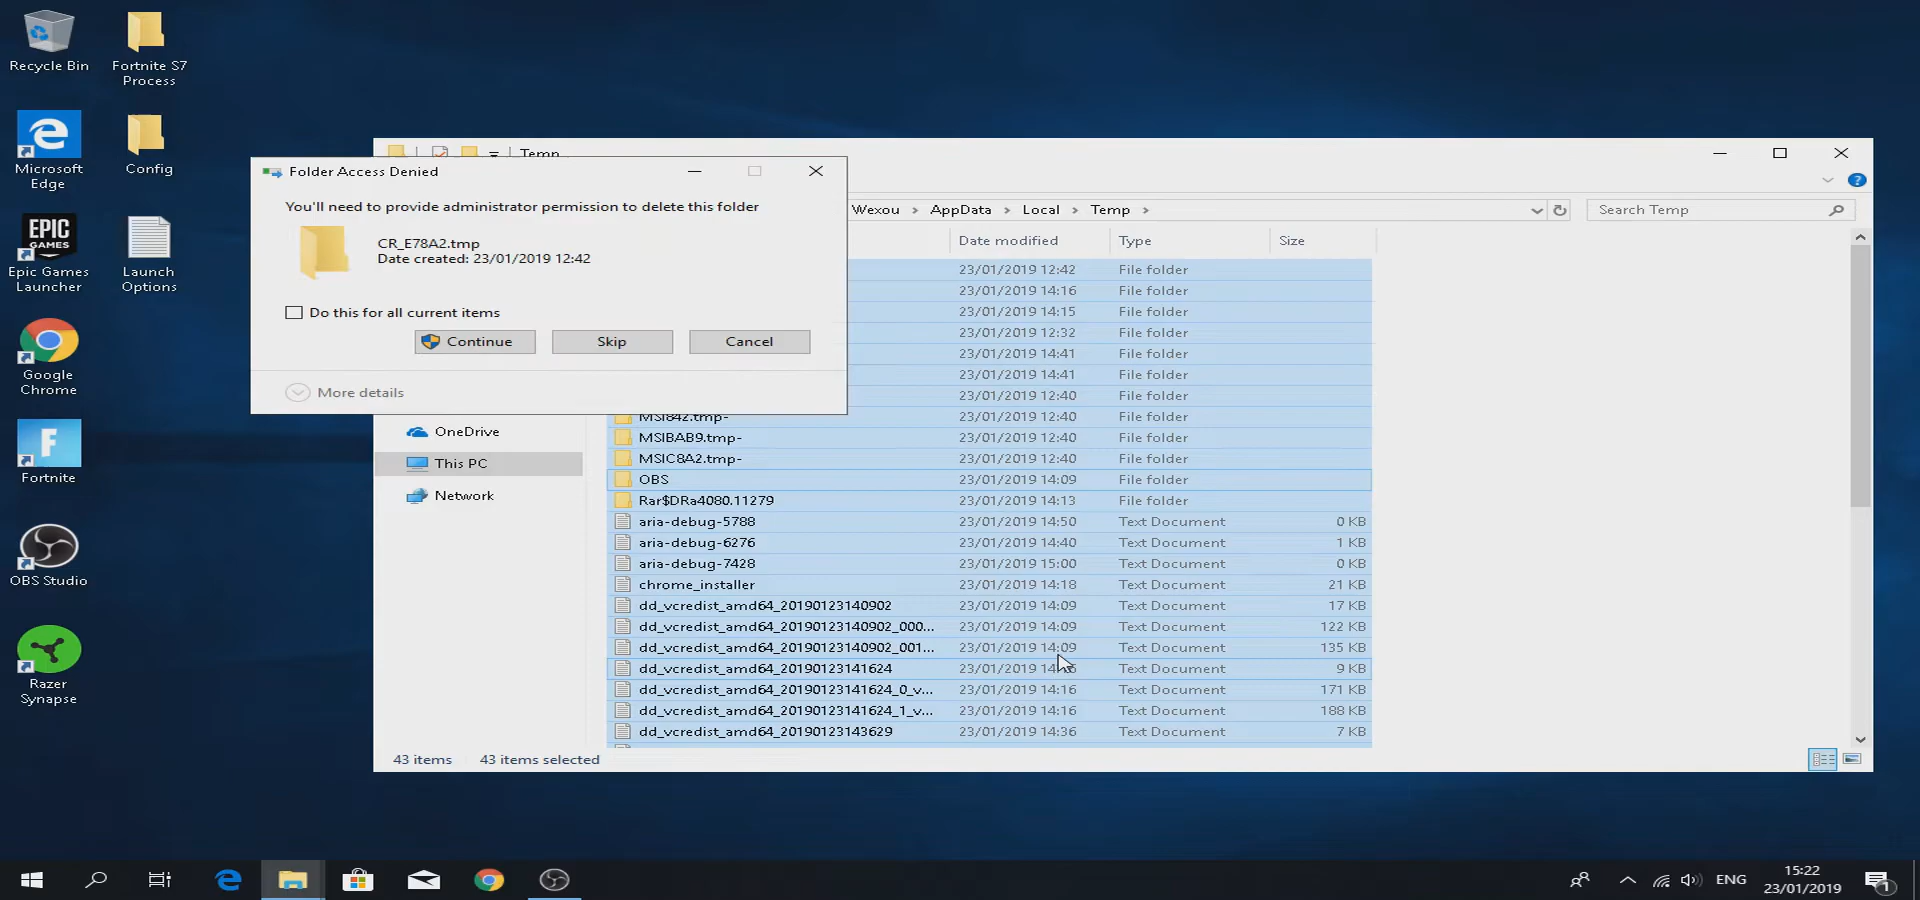 Recycle Bin
Fortnite S7
Process
Microsoft
Edge
Config
EPIC
GAMES
Epic Games
Launcher
Launch
Options
Google
Chrome
Fortnite
OBS Studio
Razer
Synapse
Temp
Folder Access Denied
You'll need to provide administrator permission to delete this folder
CR_E78A2.tmp
Date created: 23/01/2019 12:42
Do this for all current items
Continue Skip Cancel
More details
Wexou > AppData > Local > Temp >
Search Temp
Date modified Type Size
23/01/2019 12:42 File folder
23/01/2019 14:16 File folder
23/01/2019 14:15 File folder
23/01/2019 12:32 File folder
23/01/2019 14:41 File folder
23/01/2019 14:41 File folder
23/01/2019 12:40 File folder
MSI842.tmp- 23/01/2019 12:40 File folder
MSIBAB9.tmp- 23/01/2019 12:40 File folder
MSIC8A2.tmp- 23/01/2019 12:40 File folder
OBS 23/01/2019 14:09 File folder
Rar$DRa4080.11279 23/01/2019 14:13 File folder
aria-debug-5788 23/01/2019 14:50 Text Document 0 KB
aria-debug-6276 23/01/2019 14:40 Text Document 1 KB
aria-debug-7428 23/01/2019 15:00 Text Document 0 KB
chrome_installer 23/01/2019 14:18 Text Document 21 KB
dd_vcredist_amd64_20190123140902 23/01/2019 14:09 Text Document 17 KB
dd_vcredist_amd64_20190123140902_000... 23/01/2019 14:09 Text Document 122 KB
dd_vcredist_amd64_20190123140902_001... 23/01/2019 14:09 Text Document 135 KB
dd_vcredist_amd64_20190123141624 23/01/2019 Text Document 9 KB
dd_vcredist_amd64_20190123141624_0_v... 23/01/2019 14:16 Text Document 171 KB
dd_vcredist_amd64_20190123141624_1_v... 23/01/2019 14:16 Text Document 188 KB
dd_vcredist_amd64_20190123143629 23/01/2019 14:36 Text Document 7 KB
OneDrive
This PC
Network
43 items 43 items selected
ENG
15:22
23/01/2019
1